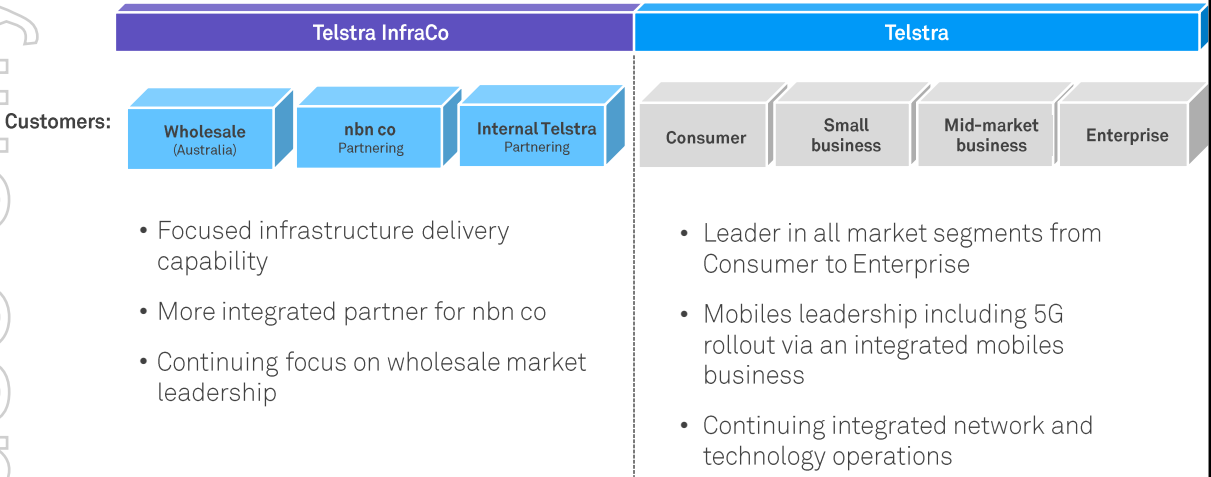 Telstra InfraCo
Telstra
Customers:
Wholesale
(Australia)
nbn co
Partnering
Internal Telstra
Partnering
Consumer
Small
business
Mid-market
business
Enterprise
• Focused infrastructure delivery
capability
• More integrated partner for nbn co
• Continuing focus on wholesale market
leadership
• Leader in all market segments from
Consumer to Enterprise
• Mobiles leadership including 5G
rollout via an integrated mobiles
business
• Continuing integrated network and
technology operations